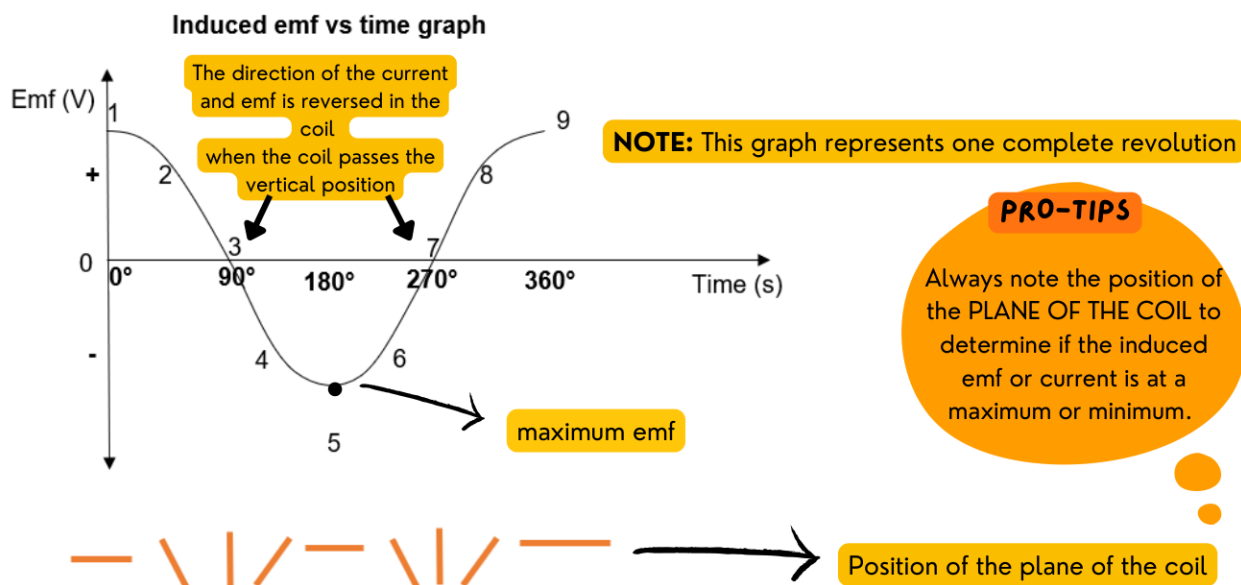 Induced emf vs time graph
The direction of the current
and emf is reversed in the
coil
when the coil passes the
vertical position
Emf (V)
1
2
3
4
5
6
7
8
9
+
0
-
0°
90°
180°
270°
360°
Time (s)
maximum emf
NOTE: This graph represents one complete revolution
PRO-TIPS
Always note the position of
the PLANE OF THE COIL to
determine if the induced
emf or current is at a
maximum or minimum.
Position of the plane of the coil